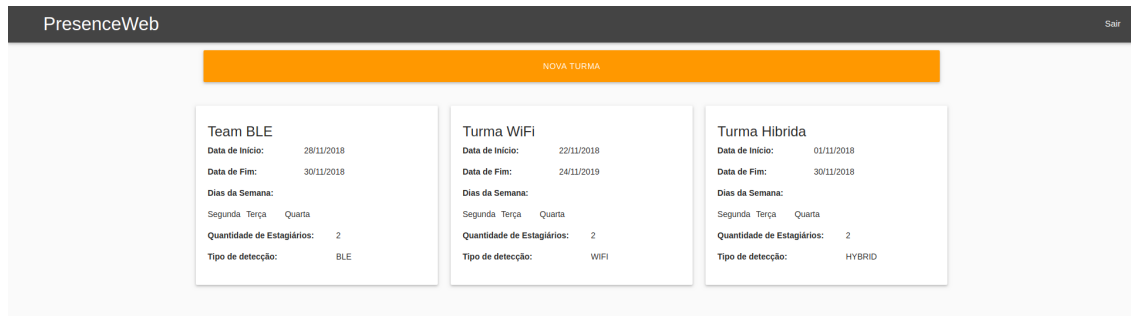 PresenceWeb
Sair
NOVA TURMA
Team BLE
Data de Início: 28/11/2018
Data de Fim: 30/11/2018
Dias da Semana:
Segunda Terça Quarta
Quantidade de Estagiários: 2
Tipo de detecção: BLE
Turma WiFi
Data de Início: 22/11/2018
Data de Fim: 24/11/2019
Dias da Semana:
Segunda Terça Quarta
Quantidade de Estagiários: 2
Tipo de detecção: WIFI
Turma Hibrida
Data de Início: 01/11/2018
Data de Fim: 30/11/2018
Dias da Semana:
Segunda Terça Quarta
Quantidade de Estagiários: 2
Tipo de detecção: HYBRID